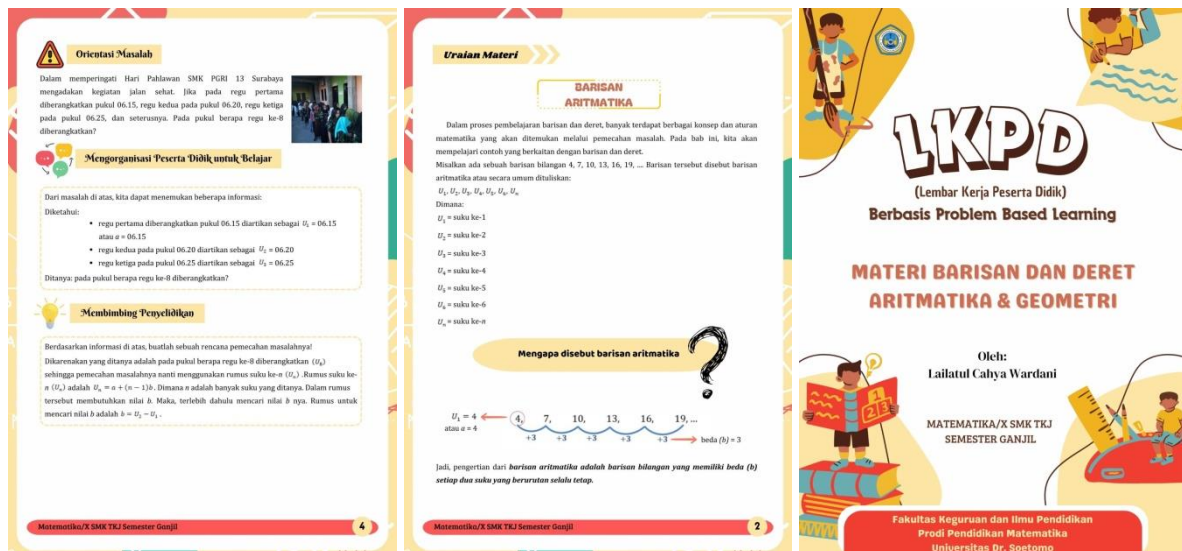 Orientasi Masalah
Dalam memperingati Hari Pahlawan SMK PGRI 13 Surabaya
mengadakan kegiatan jalan sehat. Jika pada regu pertama
diberangkatkan pukul 06.15, regu kedua pada pukul 06.20, regu ketiga
pada pukul 06.25, dan seterusnya. Pada pukul berapa regu ke-8
diberangkatkan?
Mengorganisasi Peserta Didik untuk Belajar
Dari masalah di atas, kita dapat menemukan beberapa informasi:
Diketahui:
• regu pertama diberangkatkan pukul 06.15 diartikan sebagai U₁ = 06.15
atau a = 06.15
• regu kedua pada pukul 06.20 diartikan sebagai U₂ = 06.20
• regu ketiga pada pukul 06.25 diartikan sebagai U₃ = 06.25
Ditanya: pada pukul berapa regu ke-8 diberangkatkan?
Membimbing Penyelidikan
Berdasarkan informasi di atas, buatlah sebuah rencana pemecahan masalahnya!
Dikarenakan yang ditanya adalah pada pukul berapa regu ke-8 diberangkatkan (U₈)
sehingga pemecahan masalahnya nanti menggunakan rumus suku ke-n (Uₙ) .Rumus suku ke-
n (Uₙ) adalah Uₙ = n + (n − 1)b . Dimana n adalah banyak suku yang ditanya. Dalam rumus
tersebut membutuhkan nilai b. Maka, terlebih dahulu mencari nilai b nya. Rumus untuk
mencari nilai b adalah b = U₂ − U₁ .
Matematika/X SMK TKJ Semester Ganjil
4
Uraian Materi
BARISAN
ARITMATIKA
Dalam proses pembelajaran barisan dan deret, banyak terdapat berbagai konsep dan aturan
matematika yang akan ditemukan melalui pemecahan masalah. Pada bab ini, kita akan
mempelajari contoh yang berkaitan dengan barisan dan deret.
Misalkan ada sebuah barisan bilangan 4, 7, 10, 13, 16, 19, ... Barisan tersebut disebut barisan
aritmatika atau secara umum dituliskan:
U₁, U₂, U₃, U₄, U₅, U₆, Uₙ
Dimana:
U₁ = suku ke-1
U₂ = suku ke-2
U₃ = suku ke-3
U₄ = suku ke-4
U₅ = suku ke-5
U₆ = suku ke-6
Uₙ = suku ke-n
Mengapa disebut barisan aritmatika
?
U₁ = 4
atau a = 4
4, 7, 10, 13, 16, 19, ...
+3 +3 +3 +3 +3
beda (b) = 3
Jadi, pengertian dari barisan aritmatika adalah barisan bilangan yang memiliki beda (b)
setiap dua suku yang berurutan selalu tetap.
Matematika/X SMK TKJ Semester Ganjil
2
LKPD
(Lembar Kerja Peserta Didik)
Berbasis Problem Based Learning
MATERI BARISAN DAN DERET
ARITMATIKA & GEOMETRI
Oleh:
Lailatul Cahya Wardani
MATEMATIKA/X SMK TKJ
SEMESTER GANJIL
1 2 3
Fakultas Keguruan dan Ilmu Pendidikan
Prodi Pendidikan Matematika
Universitas Dr. Soetomo